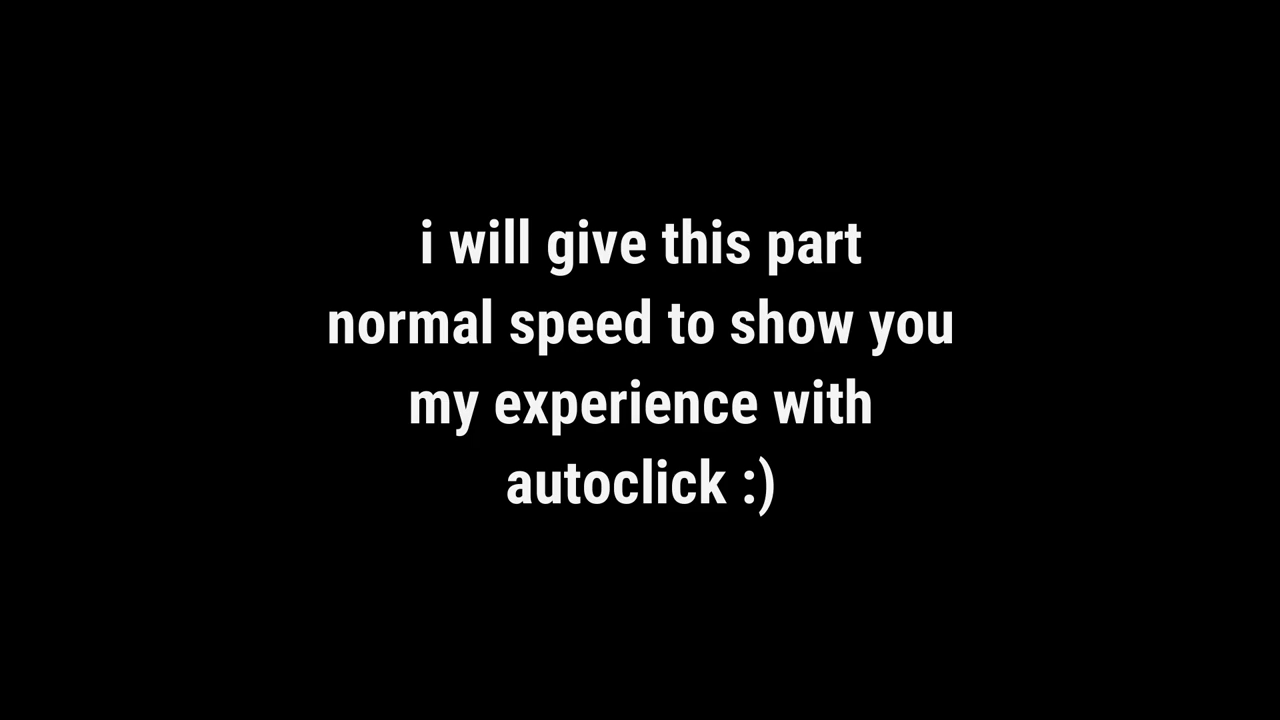 i will give this part
normal speed to show you
my experience with
autoclick :)